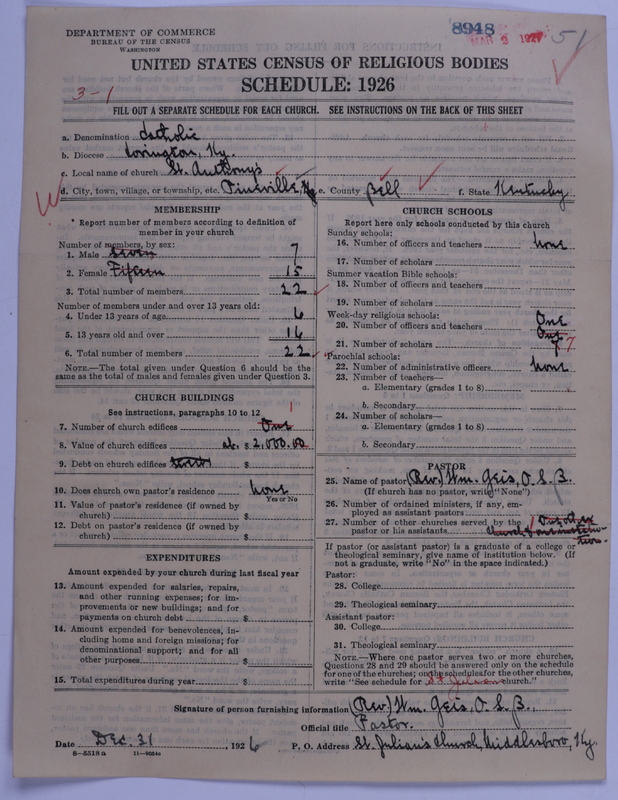 DEPARTMENT OF COMMERCE
BUREAU OF THE CENSUS
WASHINGTON
8948
MAR 2 1927
51
UNITED STATES CENSUS OF RELIGIOUS BODIES
SCHEDULE: 1926
3-1
FILL OUT A SEPARATE SCHEDULE FOR EACH CHURCH. SEE INSTRUCTIONS ON THE BACK OF THIS SHEET
a. Denomination Catholic
b. Diocese Covington, Ky.
c. Local name of church St. Anthony's
d. City, town, village, or township, etc. Pineville, Ky e. County Bell f. State Kentucky
MEMBERSHIP
* Report number of members according to definition of
member in your church
Number of members, by sex:
1. Male Seven 7
2. Female Fifteen 15
3. Total number of members 22
Number of members under and over 13 years old:
4. Under 13 years of age 6
5. 13 years old and over 16
6. Total number of members 22
NOTE.—The total given under Question 6 should be the
same as the total of males and females given under Question 3.
CHURCH BUILDINGS
See instructions, paragraphs 10 to 12
7. Number of church edifices One 1
8. Value of church edifices $ 2,000.00
9. Debt on church edifices $
10. Does church own pastor's residence none
Yes or No
11. Value of pastor's residence (if owned by
church) $
12. Debt on pastor's residence (if owned by
church) $
EXPENDITURES
Amount expended by your church during last fiscal year
13. Amount expended for salaries, repairs,
and other running expenses; for im-
provements or new buildings; and for
payments on church debt $
14. Amount expended for benevolences, in-
cluding home and foreign missions; for
denominational support; and for all
other purposes $
15. Total expenditures during year $
CHURCH SCHOOLS
Report here only schools conducted by this church
Sunday schools:
16. Number of officers and teachers none
17. Number of scholars
Summer vacation Bible schools:
18. Number of officers and teachers
19. Number of scholars
Week-day religious schools:
20. Number of officers and teachers One
21. Number of scholars One 7 7
Parochial schools:
22. Number of administrative officers none
23. Number of teachers—
a. Elementary (grades 1 to 8)
b. Secondary
24. Number of scholars—
a. Elementary (grades 1 to 8)
b. Secondary
PASTOR
25. Name of pastor (Rev.) Wm. Geis, O.S.B.
(If church has no pastor, write "None")
26. Number of ordained ministers, if any, em-
ployed as assistant pastors
27. Number of other churches served by the
pastor or his assistants
If pastor (or assistant pastor) is a graduate of a college or
theological seminary, give name of institution below. (If
not a graduate, write "No" in the space indicated.)
Pastor:
28. College
29. Theological seminary
Assistant pastor:
30. College
31. Theological seminary
NOTE.—Where one pastor serves two or more churches,
Questions 28 and 29 should be answered only on the schedule
for one of the churches; on the schedules for the other churches,
write "See schedule for St. Julian church."
Signature of person furnishing information (Rev.) Wm. Geis, O.S.B.
Official title Pastor.
Date Dec. 31, 1926 P. O. Address St. Julian's Church, Middlesboro, Ky.
8—5518 a 11—9054c